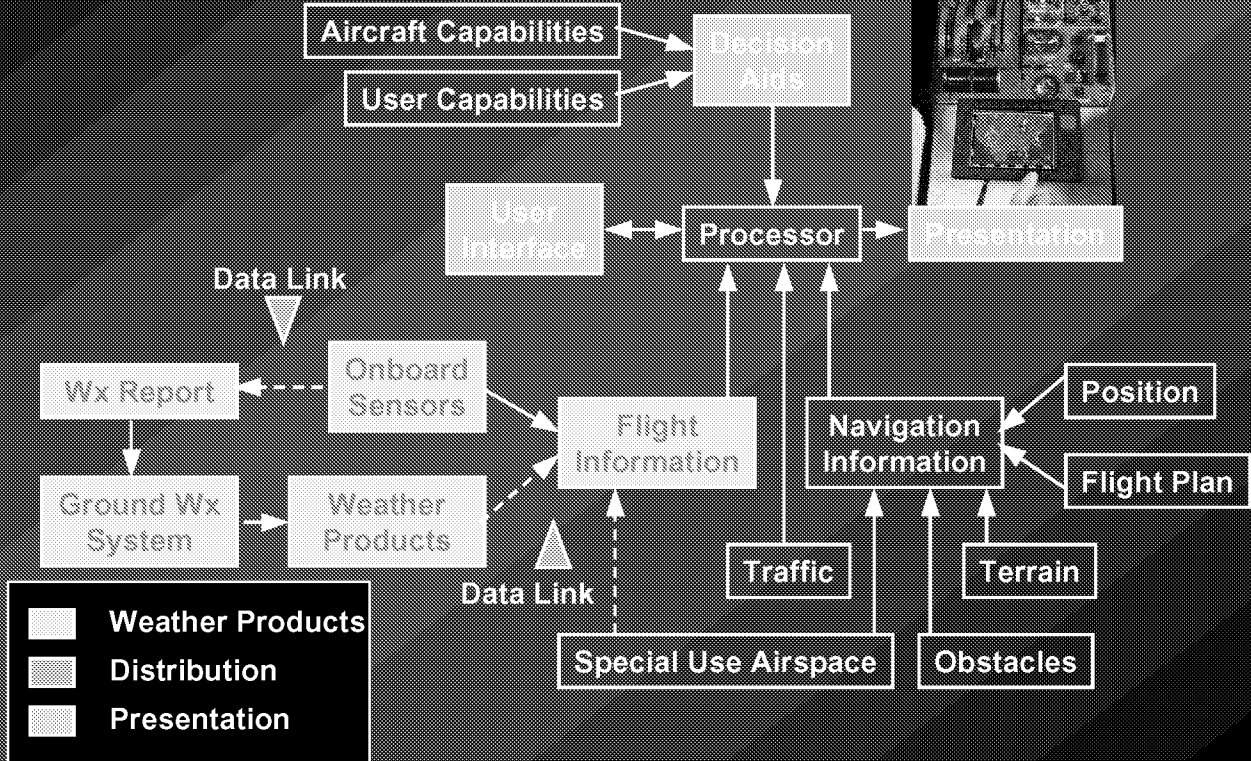 Aircraft Capabilities
User Capabilities
Decision
Aids
User
Interface
Processor
Presentation
Data Link
Wx Report
Onboard
Sensors
Flight
Information
Navigation
Information
Position
Flight Plan
Ground Wx
System
Weather
Products
Data Link
Traffic
Terrain
Special Use Airspace
Obstacles
Weather Products
Distribution
Presentation